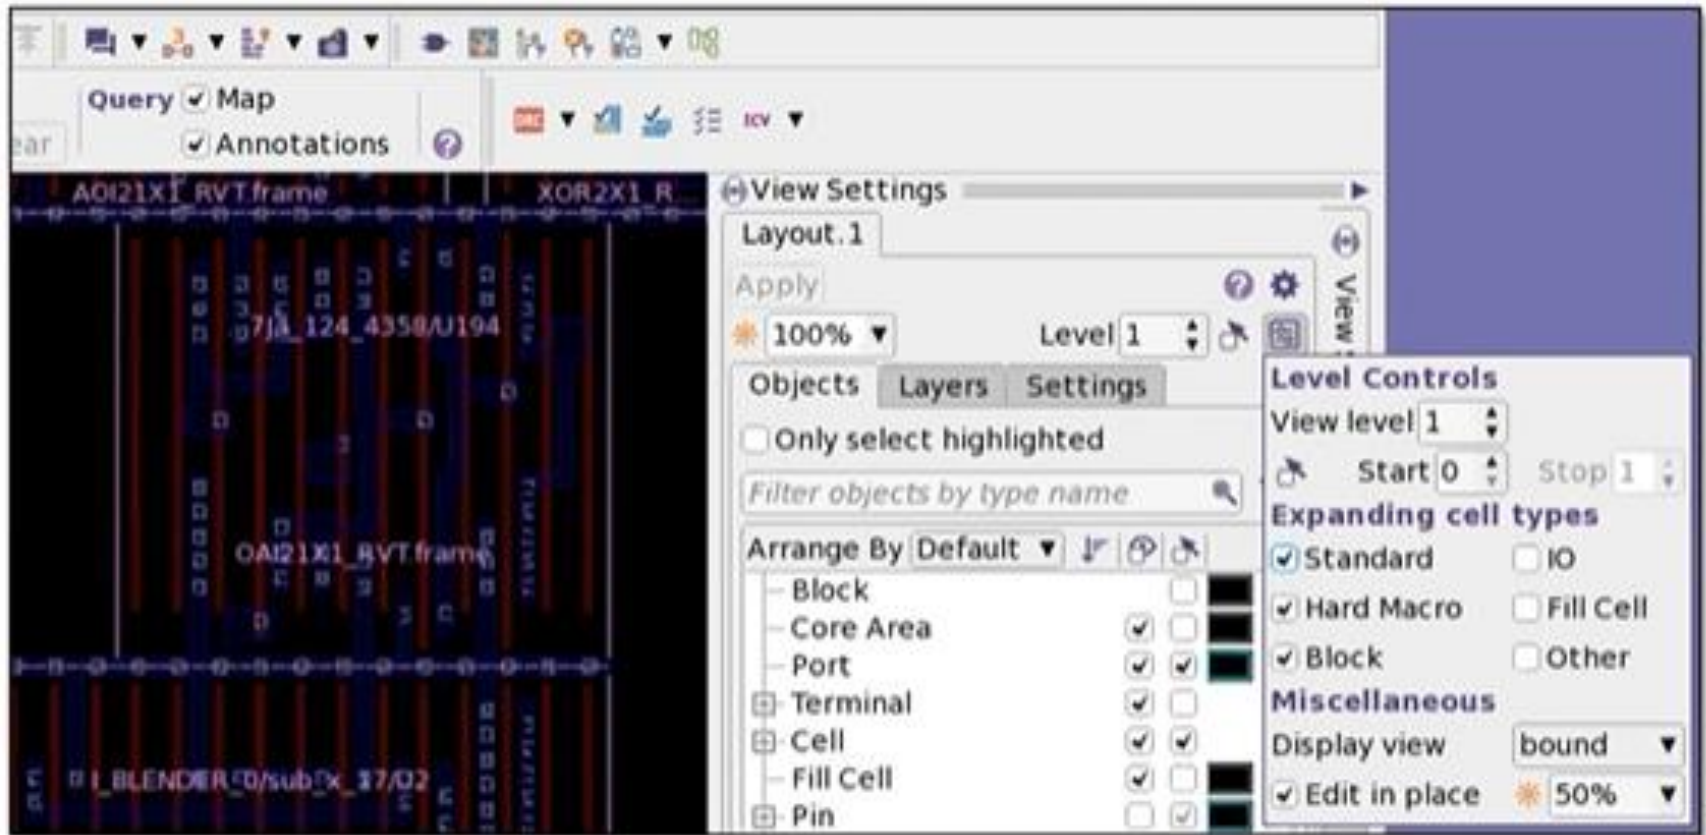 Query Map
ear Annotations
DRC ICV
AOI21X1_RVT.frame XOR2X1_R...
View Settings
Layout.1
Apply
100% Level 1
Objects Layers Settings
Only select highlighted
Filter objects by type name
Arrange By Default
Block
Core Area
Port
Terminal
Cell
Fill Cell
Pin
OAI21X1_RVT.frame
Level Controls
View level 1
Start 0 Stop 1
Expanding cell types
Standard IO
Hard Macro Fill Cell
Block Other
Miscellaneous
Display view bound
Edit in place 50%